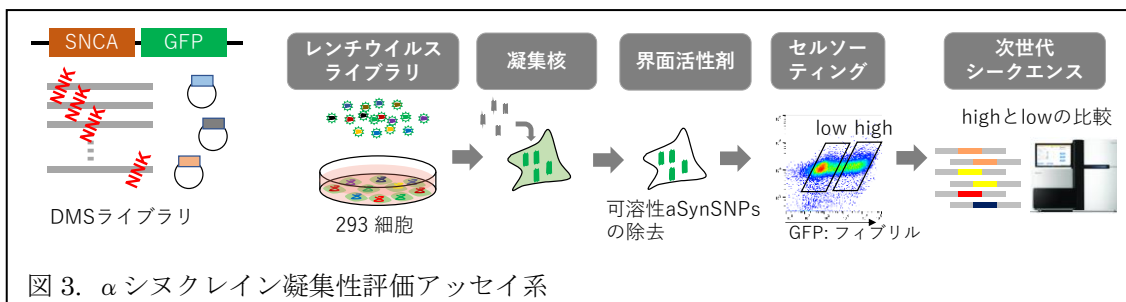 SNCA GFP
NNK
NNK
NNK
NNK
DMSライブラリ
レンチウイルス
ライブラリ
293 細胞
凝集核
界面活性剤
可溶性aSynSNPs
の除去
セルソー
ティング
low high
GFP: フィブリル
次世代
シークエンス
highとlowの比較
図 3. αシヌクレイン凝集性評価アッセイ系